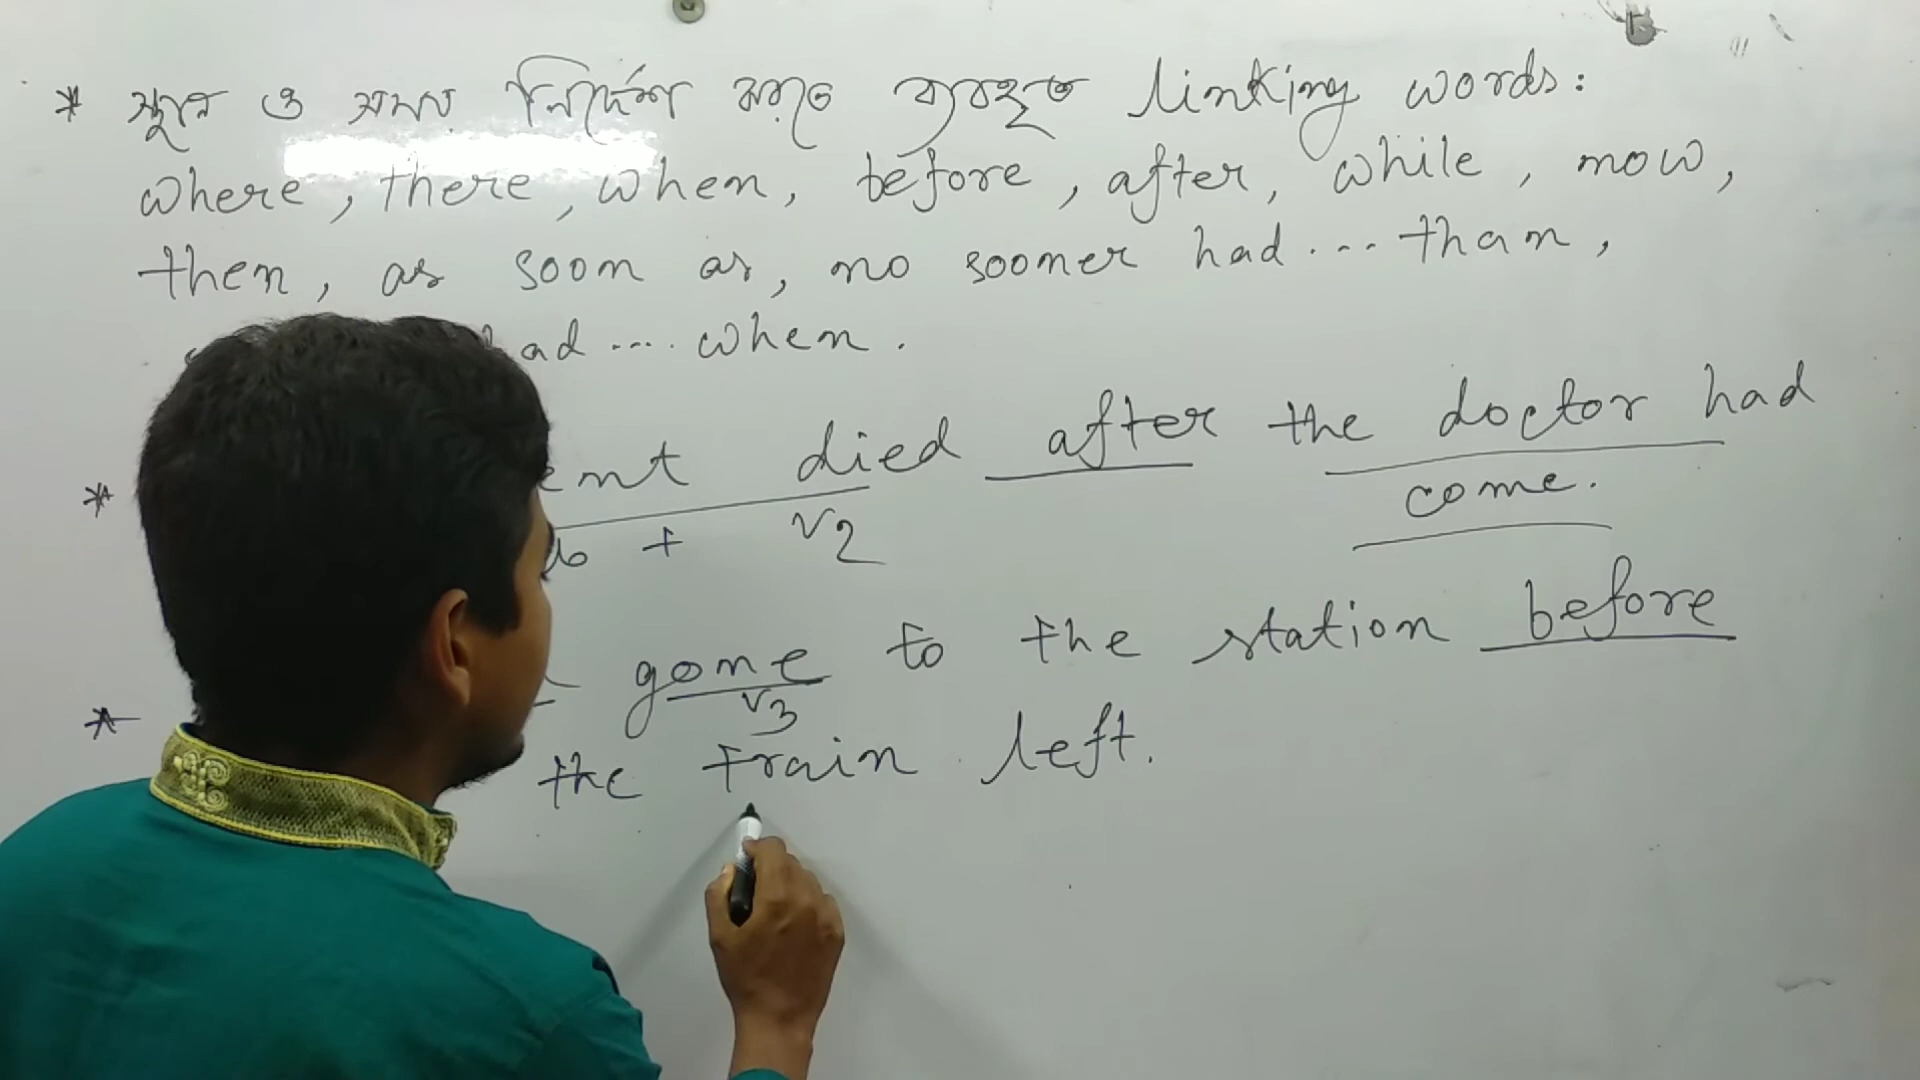 * স্থান ও সময় নির্দেশ করতে ব্যবহৃত linking words:
where, there, when, before, after, while, now,
then, as soon as, no sooner had ... than,
had .... when.
* died after the doctor had
come.
+ v2
* gone to the station before
v3
the train left.